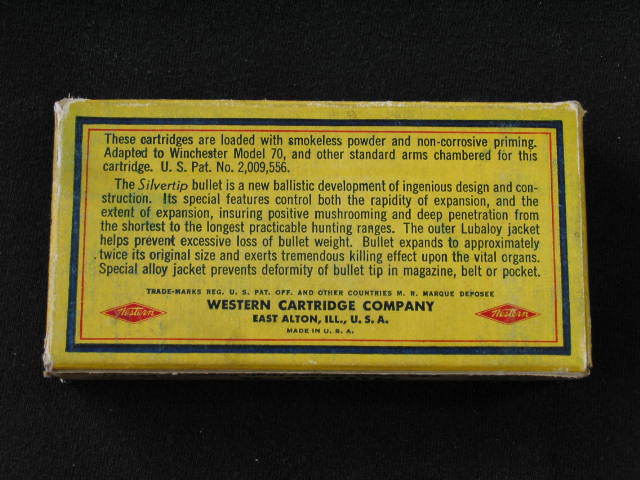 These cartridges are loaded with smokeless powder and non-corrosive priming.
Adapted to Winchester Model 70, and other standard arms chambered for this
cartridge. U. S. Pat. No. 2,009,556.
The Silvertip bullet is a new ballistic development of ingenious design and con-
struction. Its special features control both the rapidity of expansion, and the
extent of expansion, insuring positive mushrooming and deep penetration from
the shortest to the longest practicable hunting ranges. The outer Lubaloy jacket
helps prevent excessive loss of bullet weight. Bullet expands to approximately
twice its original size and exerts tremendous killing effect upon the vital organs.
Special alloy jacket prevents deformity of bullet tip in magazine, belt or pocket.
TRADE-MARKS REG. U. S. PAT. OFF. AND OTHER COUNTRIES M. R. MARQUE DEPOSEE
WESTERN CARTRIDGE COMPANY
EAST ALTON, ILL., U. S. A.
MADE IN U. S. A.
Western
Western